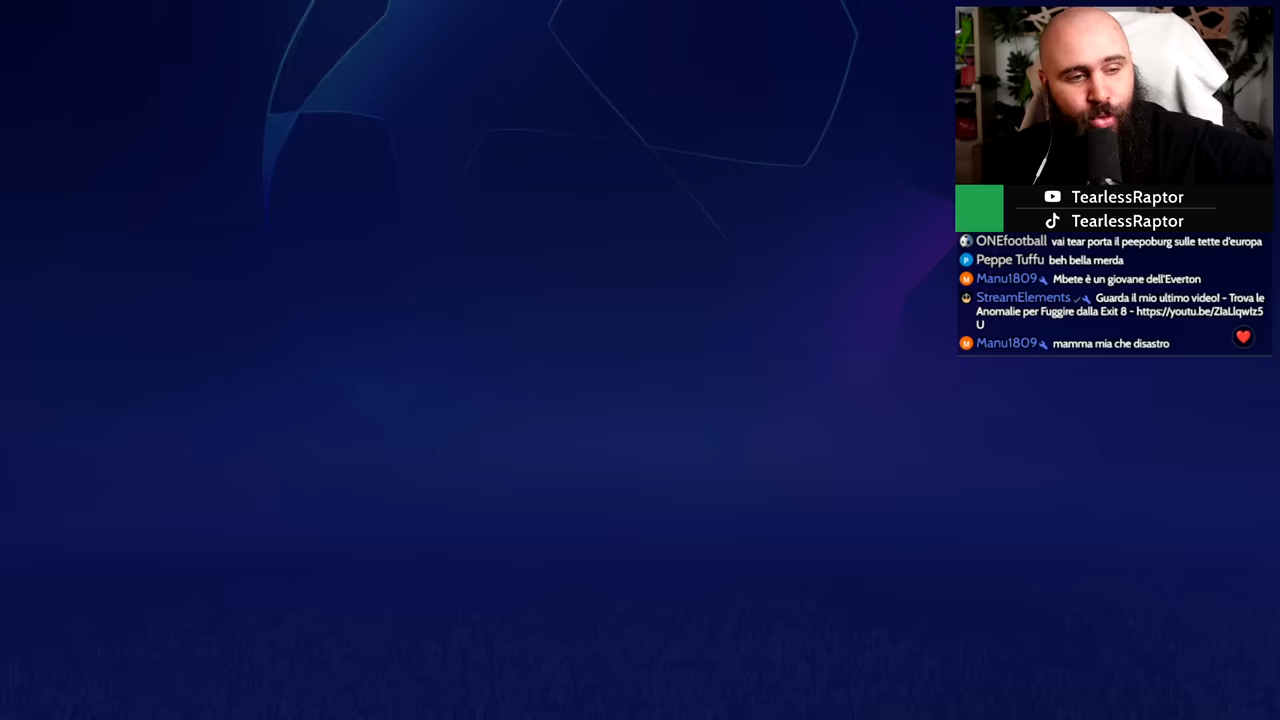 TearlessRaptor
TearlessRaptor
ONEfootball vai tear porta il peepoburg sulle tette d'europa
P Peppe Tuffu beh bella merda
M Manu1809 Mbete è un giovane dell'Everton
StreamElements Guarda il mio ultimo video! - Trova le
Anomalie per Fuggire dalla Exit 8 - https://youtu.be/ZIaLIqwIz5
U
M Manu1809 mamma mia che disastro